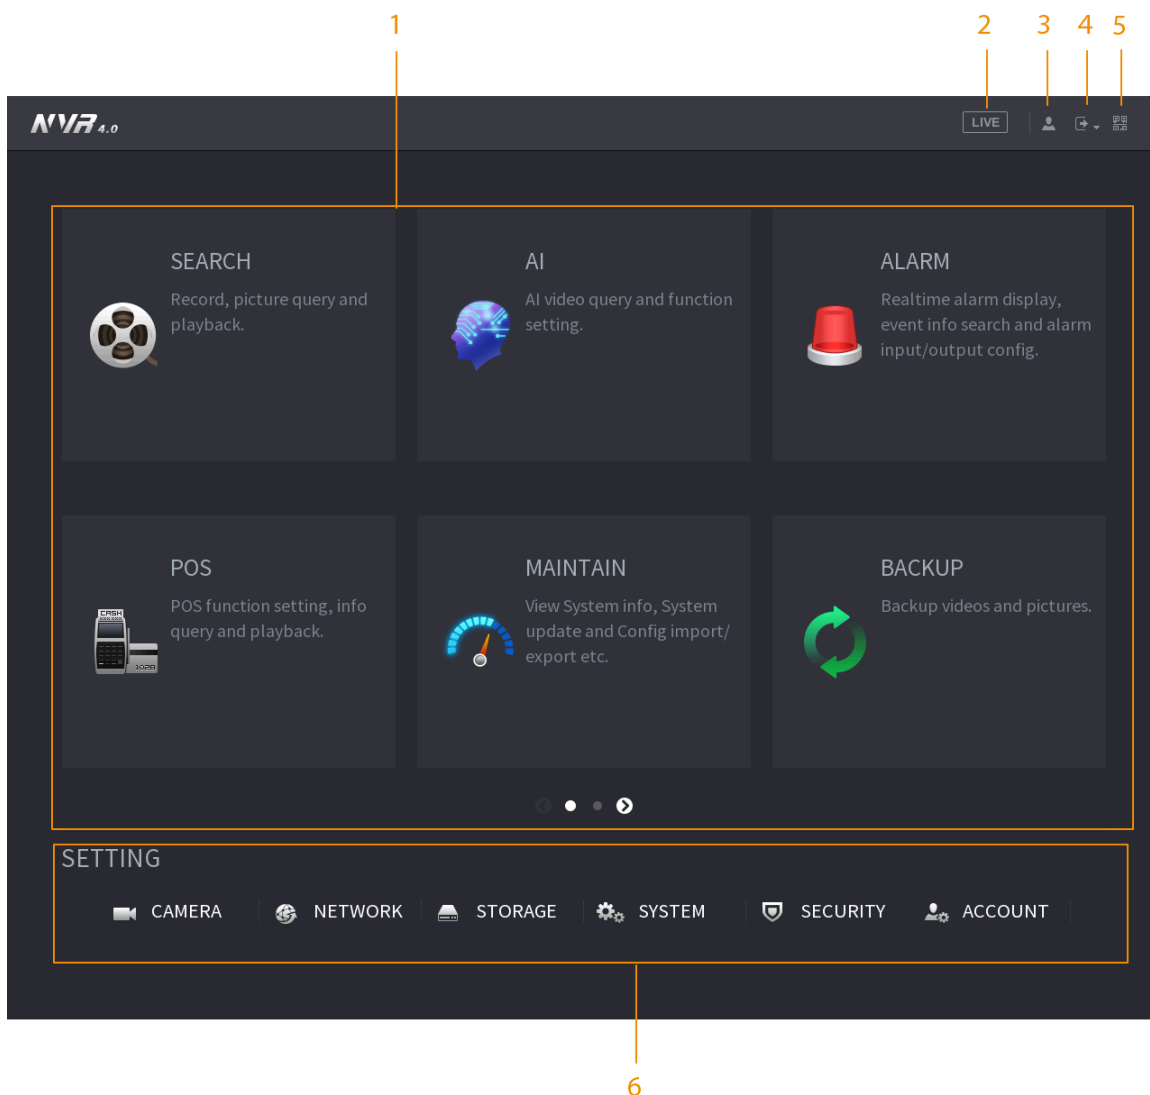 1
2
3
4
5
NVR 4.0
LIVE
SEARCH
Record, picture query and
playback.
AI
AI video query and function
setting.
ALARM
Realtime alarm display,
event info search and alarm
input/output config.
POS
POS function setting, info
query and playback.
CASH
MAINTAIN
View System info, System
update and Config import/
export etc.
BACKUP
Backup videos and pictures.
SETTING
CAMERA
NETWORK
STORAGE
SYSTEM
SECURITY
ACCOUNT
6